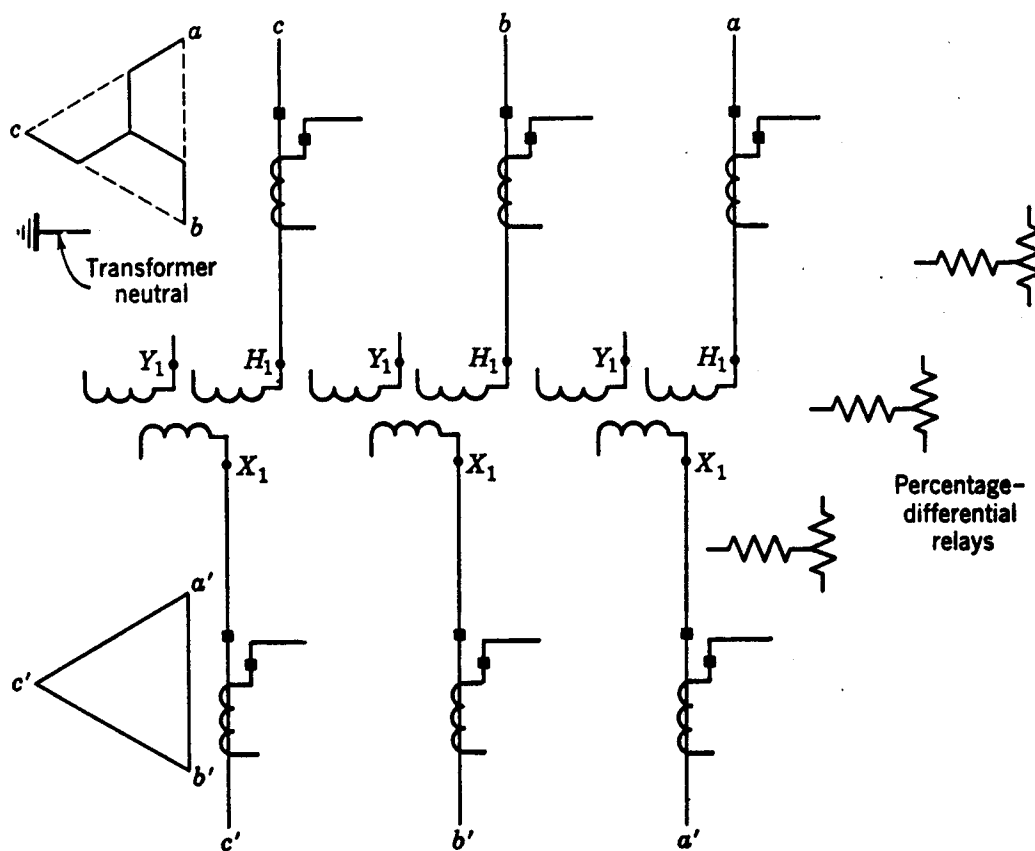 c
b
a
a
c
b
Transformer
neutral
Y₁
H₁
Y₁
H₁
Y₁
H₁
X₁
X₁
X₁
Percentage-
differential
relays
a′
c′
b′
c′
b′
a′